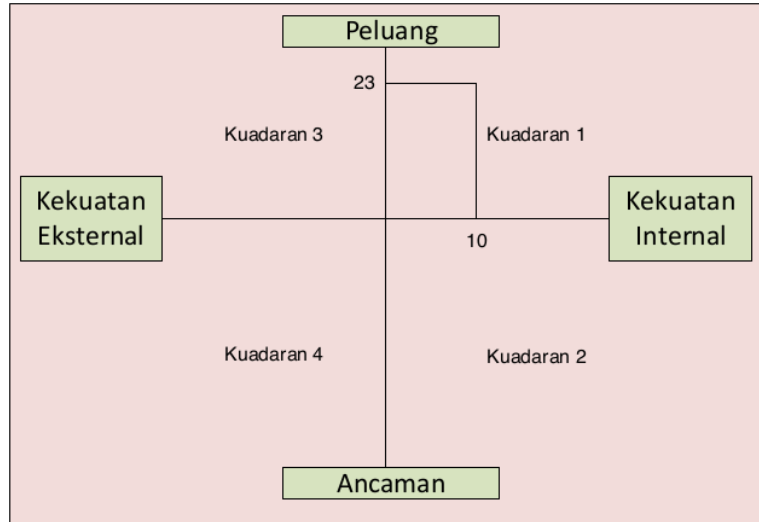 Peluang
23
Kuadaran 3
Kuadaran 1
Kekuatan
Eksternal
Kekuatan
Internal
10
Kuadaran 4
Kuadaran 2
Ancaman